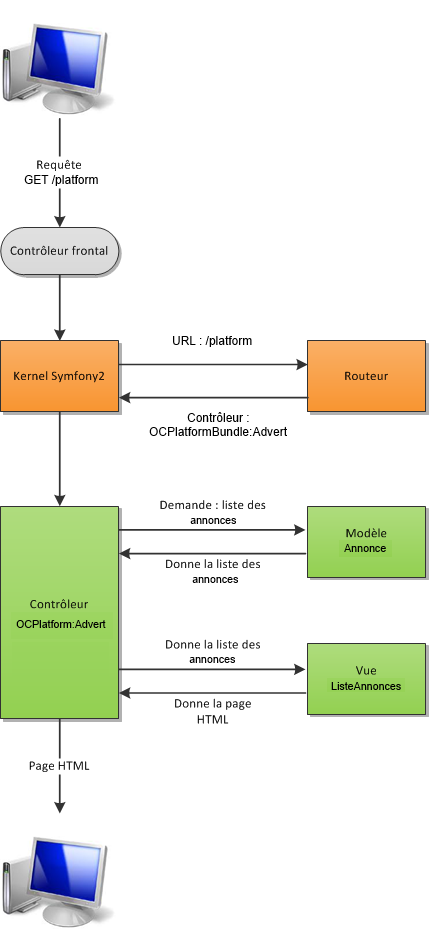 Requête
GET /platform
Contrôleur frontal
URL : /platform
Kernel Symfony2
Routeur
Contrôleur :
OCPlatformBundle:Advert
Demande : liste des
annonces
Modèle
Annonce
Donne la liste des
annonces
Contrôleur
OCPlatform:Advert
Donne la liste des
annonces
Vue
ListeAnnonces
Donne la page
HTML
Page HTML